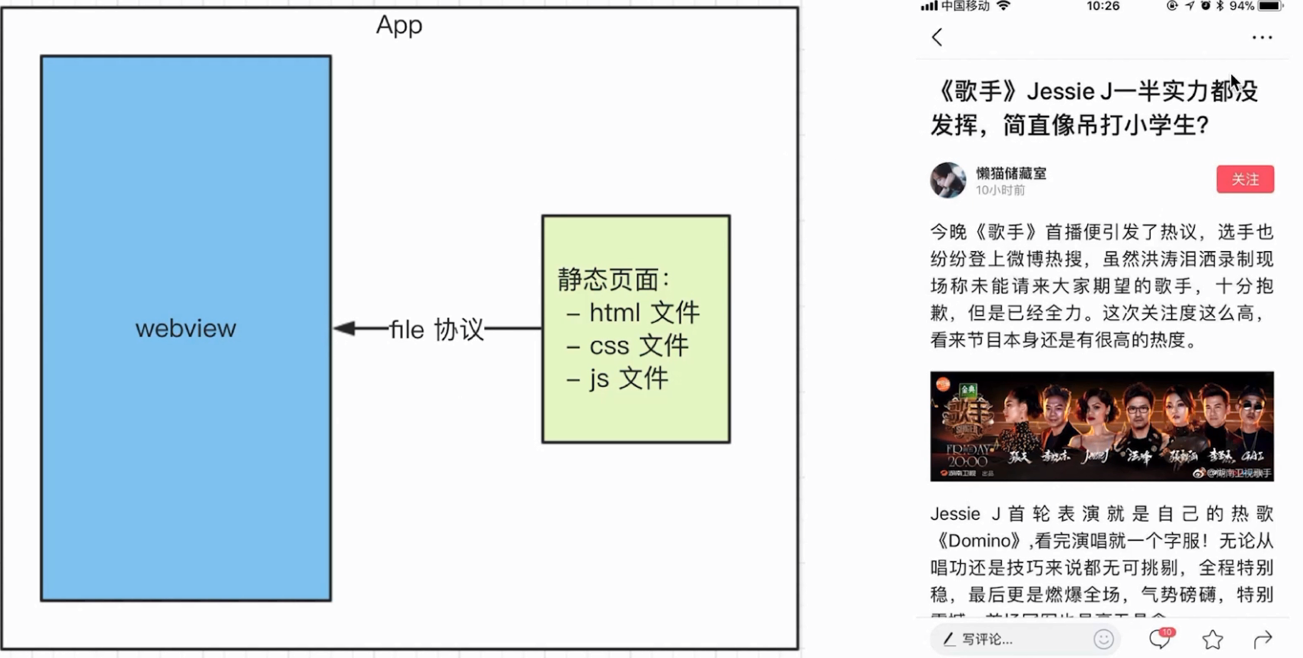 App
webview
file 协议
静态页面：
– html 文件
– css 文件
– js 文件
中国移动
10:26
94%
《歌手》Jessie J一半实力都没
发挥，简直像吊打小学生？
懒猫储藏室
10小时前
关注
今晚《歌手》首播便引发了热议，选手也
纷纷登上微博热搜，虽然洪涛泪洒录制现
场称未能请来大家期望的歌手，十分抱
歉，但是已经全力。这次关注度这么高，
看来节目本身还是有很高的热度。
金典
歌手
FRIDAY
20:00
湖南卫视
@湖南卫视歌手
Jessie J首轮表演就是自己的热歌
《Domino》,看完演唱就一个字服！无论从
唱功还是技巧来说都无可挑剔，全程特别
稳，最后更是燃爆全场，气势磅礴，特别
写评论...
10